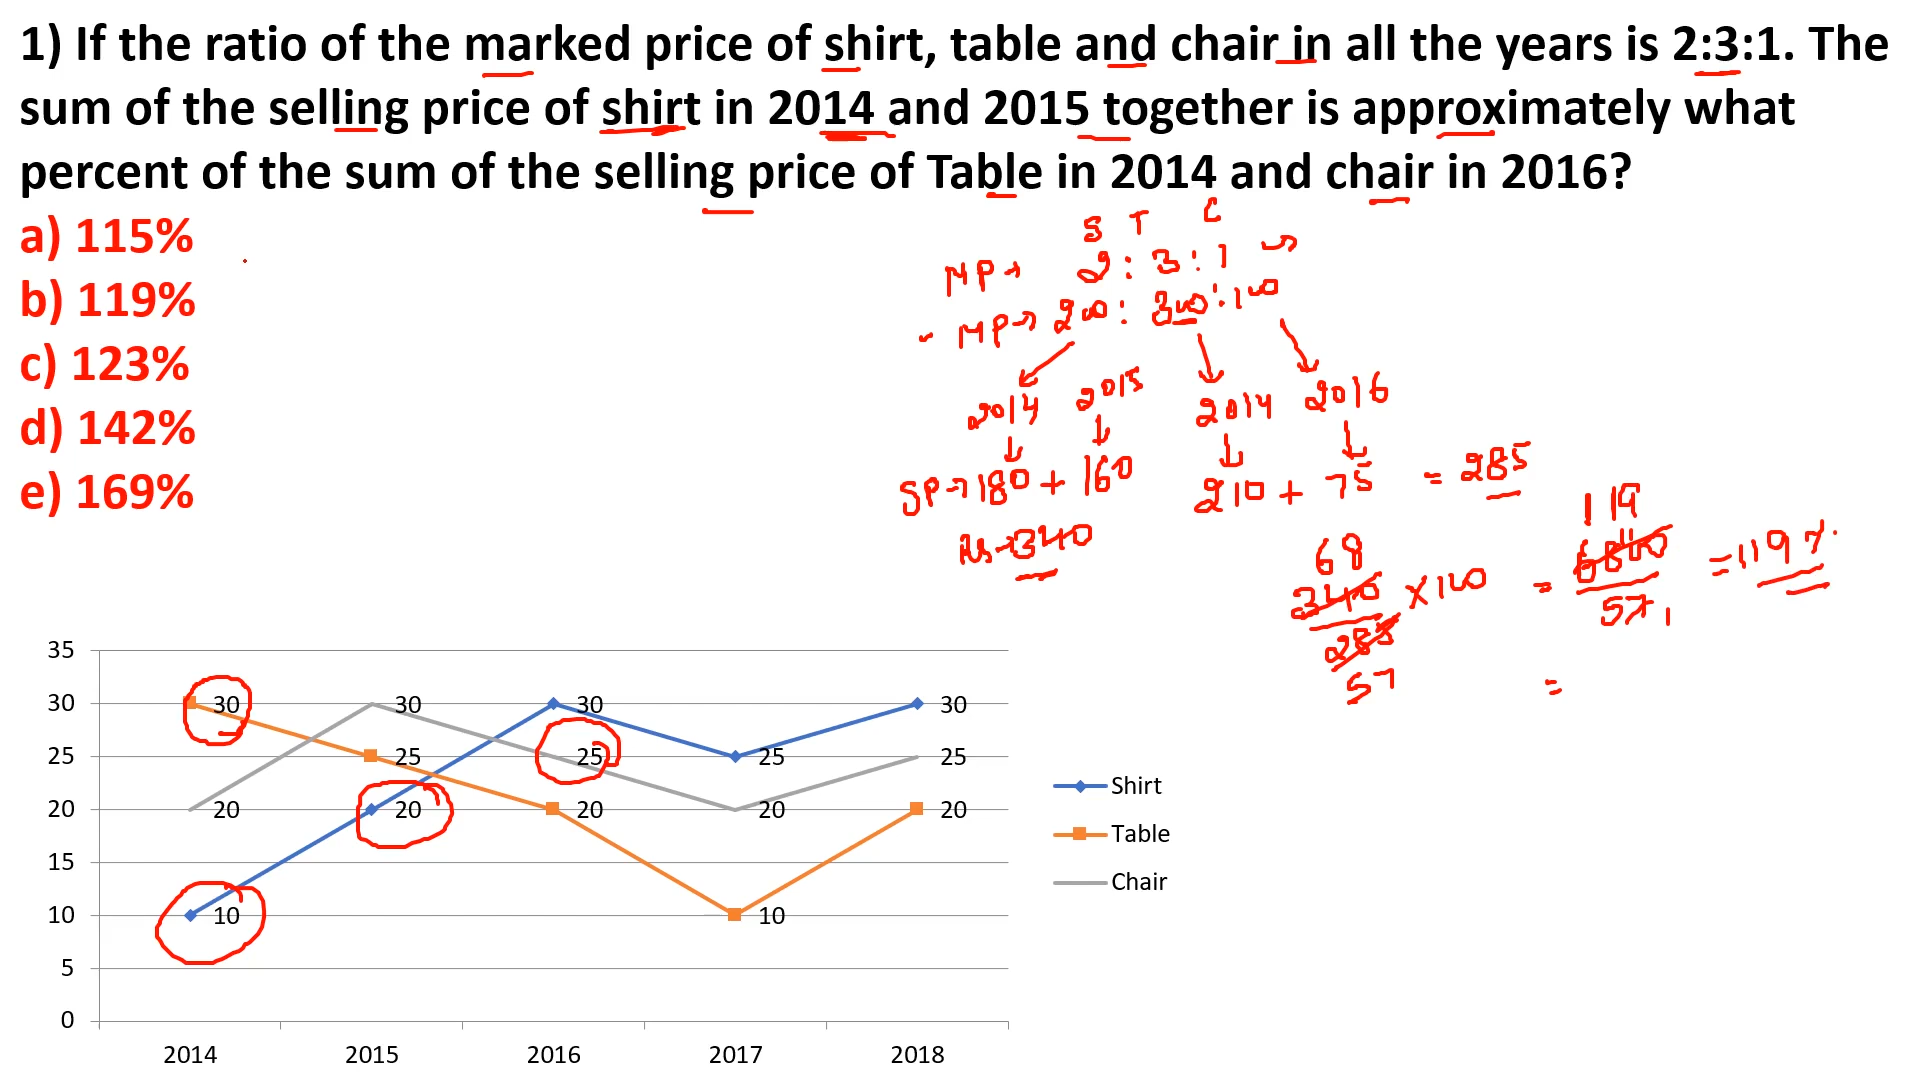 1) If the ratio of the marked price of shirt, table and chair in all the years is 2:3:1. The
sum of the selling price of shirt in 2014 and 2015 together is approximately what
percent of the sum of the selling price of Table in 2014 and chair in 2016?
a) 115%
b) 119%
c) 123%
d) 142%
e) 169%
S T C
MP→ 2 : 3 : 1
MP→ 200 : 300 : 100
2014 2015 2014 2016
SP→ 180 + 160 210 + 75 = 285
Rs→340
68
340
285
57
×100
=
119
6840
57
1
= 119%
=
35
30 30 30 30 30
25 25 25 25 25
20 20 20 20 20 20
15
10 10 10
5
0
2014 2015 2016 2017 2018
Shirt
Table
Chair